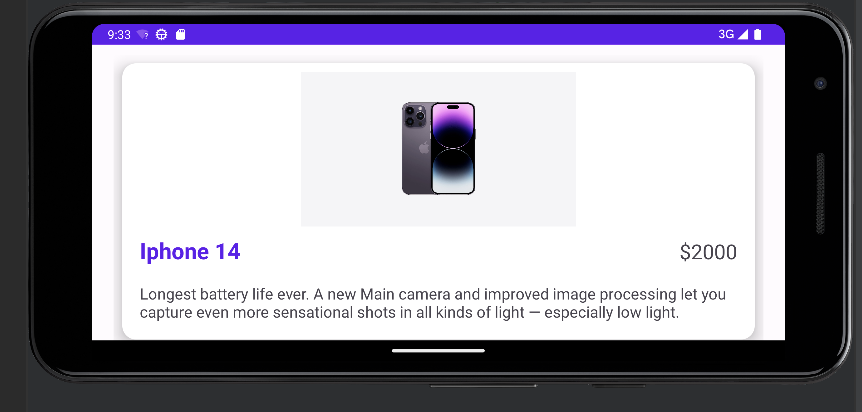 9:33
3G
Iphone 14
$2000
Longest battery life ever. A new Main camera and improved image processing let you
capture even more sensational shots in all kinds of light — especially low light.